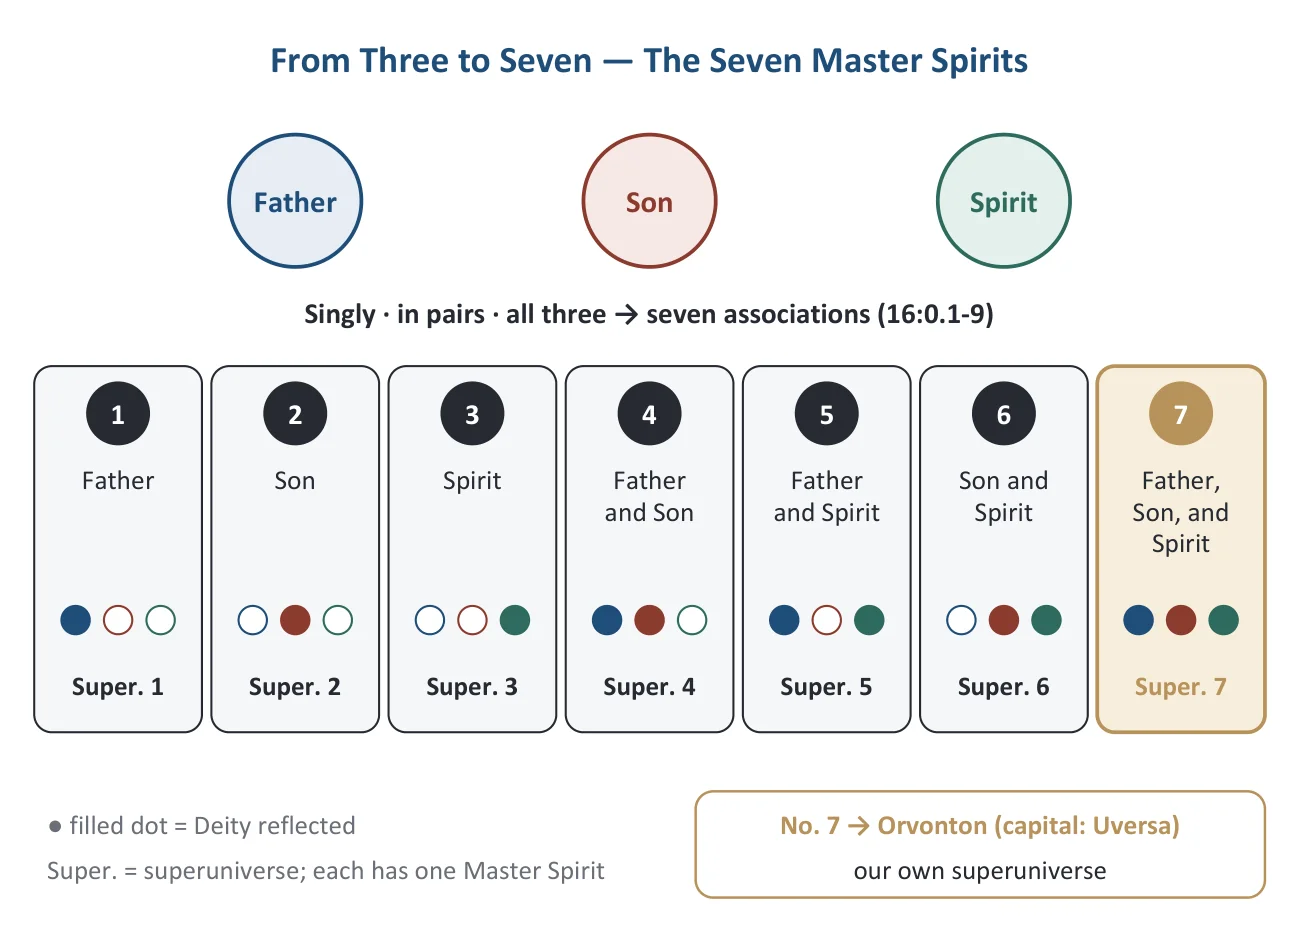 From Three to Seven — The Seven Master Spirits
Father
Son
Spirit
Singly · in pairs · all three → seven associations (16:0.1-9)
1
Father
Super. 1
2
Son
Super. 2
3
Spirit
Super. 3
4
Father
and Son
Super. 4
5
Father
and Spirit
Super. 5
6
Son and
Spirit
Super. 6
7
Father,
Son, and
Spirit
Super. 7
● filled dot = Deity reflected
Super. = superuniverse; each has one Master Spirit
No. 7 → Orvonton (capital: Uversa)
our own superuniverse